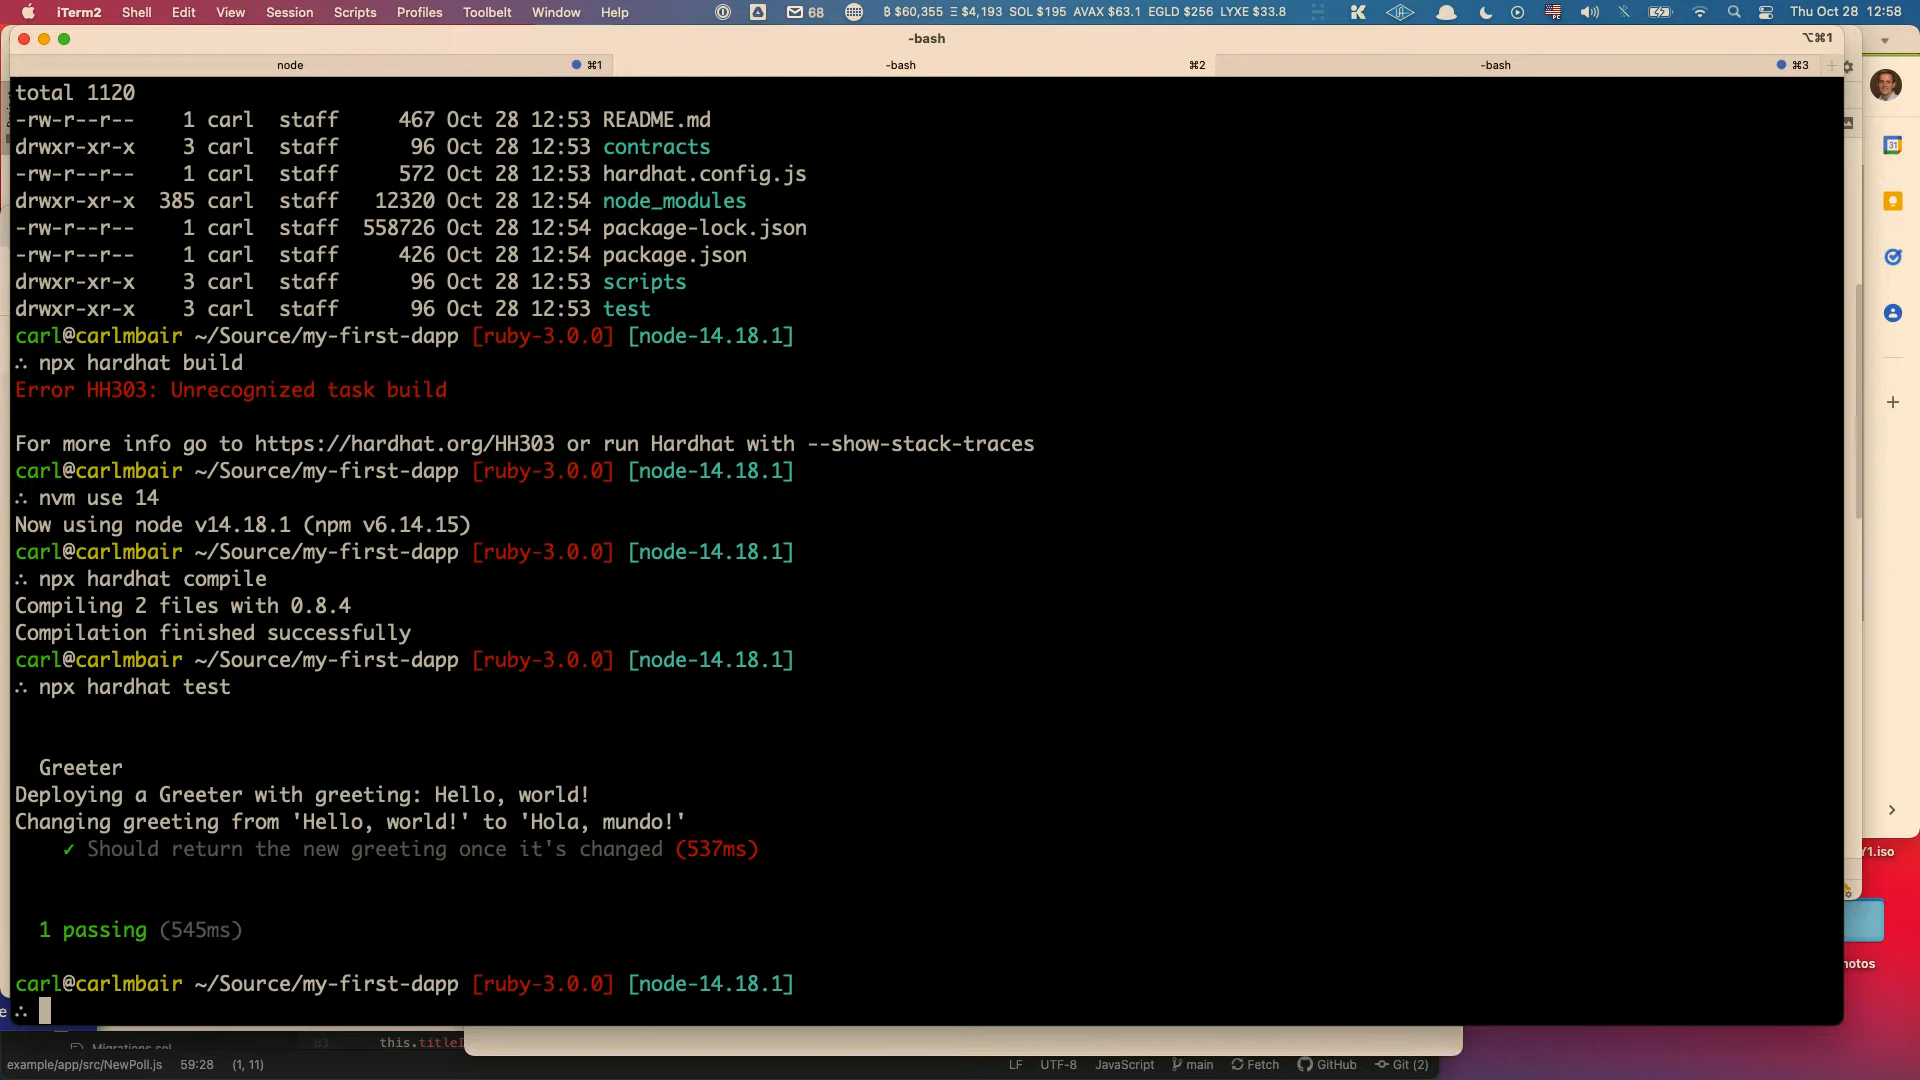 iTerm2 Shell Edit View Session Scripts Profiles Toolbelt Window Help 68 ₿ $60,355 Ξ $4,193 SOL $195 AVAX $63.1 EGLD $256 LYXE $33.8 Thu Oct 28 12:58
-bash ⌥⌘1
node ⌘1 -bash ⌘2 -bash ⌘3
total 1120
-rw-r--r-- 1 carl staff 467 Oct 28 12:53 README.md
drwxr-xr-x 3 carl staff 96 Oct 28 12:53 contracts
-rw-r--r-- 1 carl staff 572 Oct 28 12:53 hardhat.config.js
drwxr-xr-x 385 carl staff 12320 Oct 28 12:54 node_modules
-rw-r--r-- 1 carl staff 558726 Oct 28 12:54 package-lock.json
-rw-r--r-- 1 carl staff 426 Oct 28 12:54 package.json
drwxr-xr-x 3 carl staff 96 Oct 28 12:53 scripts
drwxr-xr-x 3 carl staff 96 Oct 28 12:53 test
carl@carlmbair ~/Source/my-first-dapp [ruby-3.0.0] [node-14.18.1]
∴ npx hardhat build
Error HH303: Unrecognized task build
For more info go to https://hardhat.org/HH303 or run Hardhat with --show-stack-traces
carl@carlmbair ~/Source/my-first-dapp [ruby-3.0.0] [node-14.18.1]
∴ nvm use 14
Now using node v14.18.1 (npm v6.14.15)
carl@carlmbair ~/Source/my-first-dapp [ruby-3.0.0] [node-14.18.1]
∴ npx hardhat compile
Compiling 2 files with 0.8.4
Compilation finished successfully
carl@carlmbair ~/Source/my-first-dapp [ruby-3.0.0] [node-14.18.1]
∴ npx hardhat test
Greeter
Deploying a Greeter with greeting: Hello, world!
Changing greeting from 'Hello, world!' to 'Hola, mundo!'
✓ Should return the new greeting once it's changed (537ms)
1 passing (545ms)
carl@carlmbair ~/Source/my-first-dapp [ruby-3.0.0] [node-14.18.1]
∴
31
Y1.iso
hotos
Migrations.sol 83 this.titleI
example/app/src/NewPoll.js 59:28 (1, 11) LF UTF-8 JavaScript main Fetch GitHub Git (2)